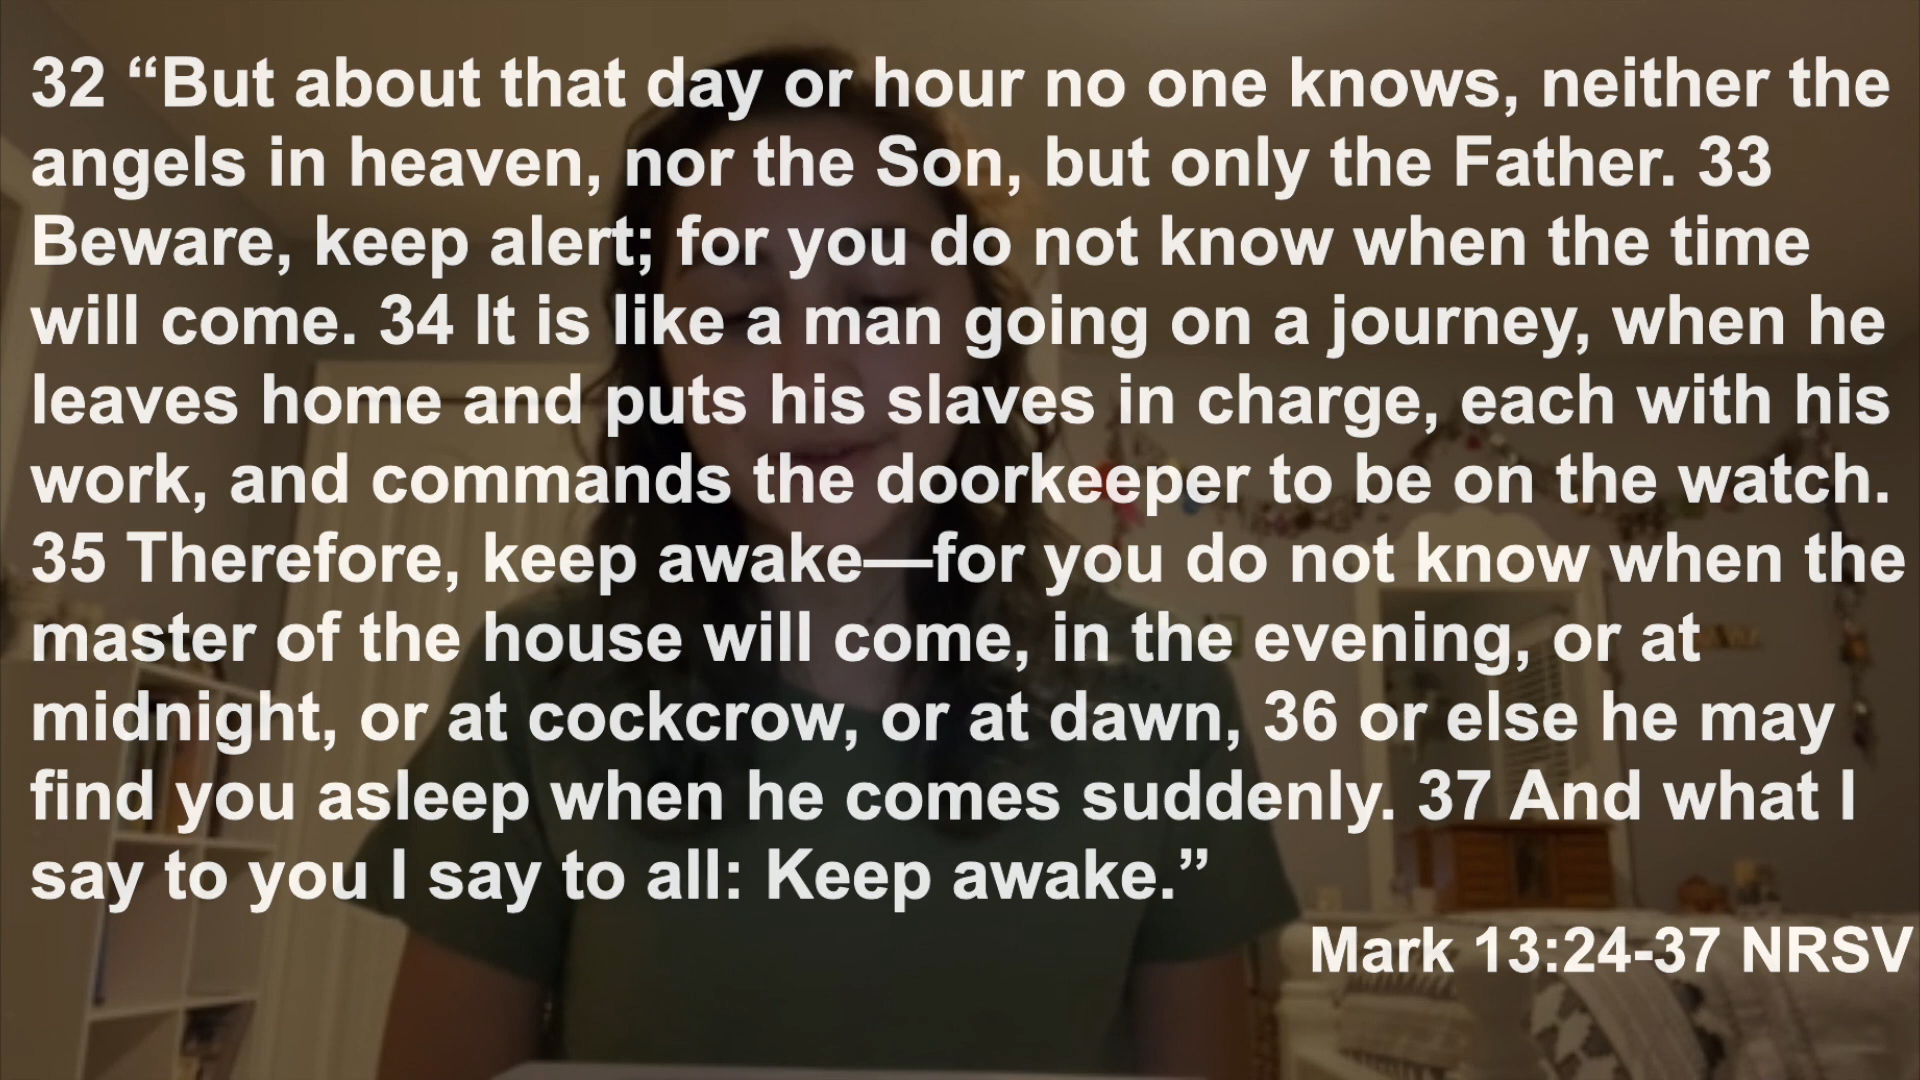 32 “But about that day or hour no one knows, neither the
angels in heaven, nor the Son, but only the Father. 33
Beware, keep alert; for you do not know when the time
will come. 34 It is like a man going on a journey, when he
leaves home and puts his slaves in charge, each with his
work, and commands the doorkeeper to be on the watch.
35 Therefore, keep awake—for you do not know when the
master of the house will come, in the evening, or at
midnight, or at cockcrow, or at dawn, 36 or else he may
find you asleep when he comes suddenly. 37 And what I
say to you I say to all: Keep awake.”
Mark 13:24-37 NRSV